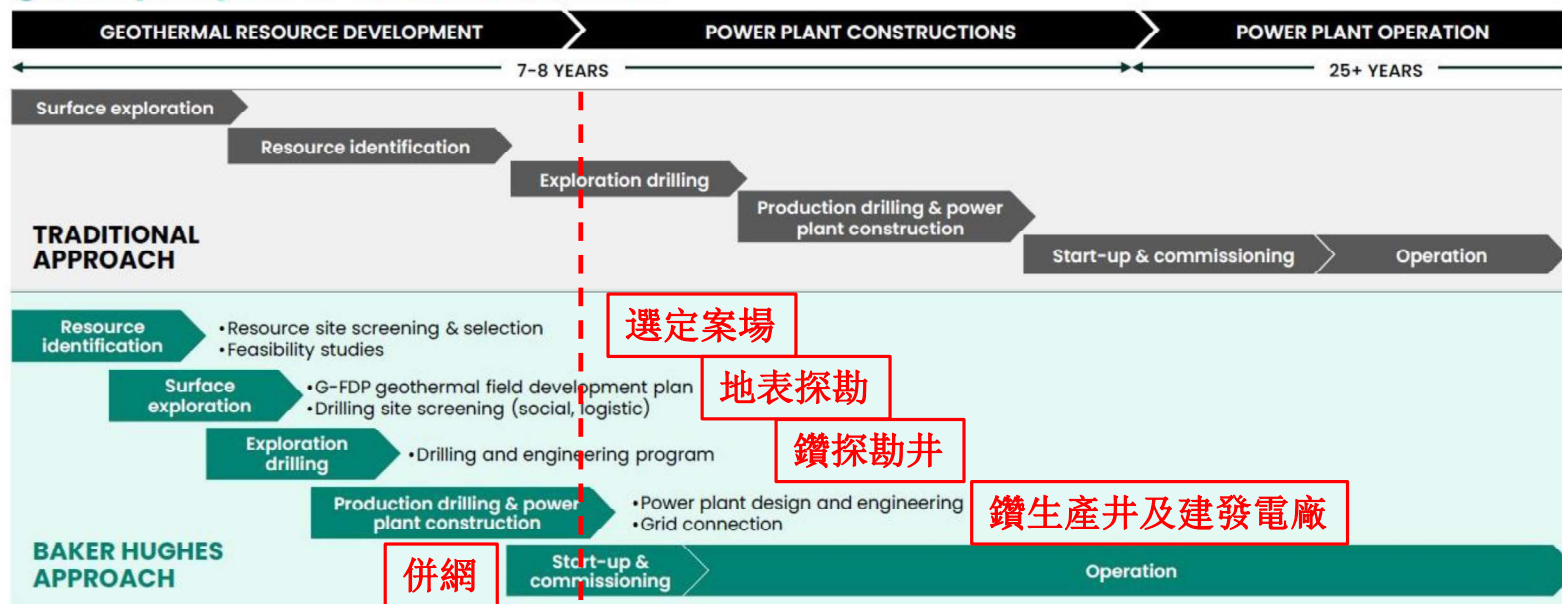 GEOTHERMAL RESOURCE DEVELOPMENT
POWER PLANT CONSTRUCTIONS
POWER PLANT OPERATION
7-8 YEARS
25+ YEARS
Surface exploration
Resource identification
Exploration drilling
Production drilling & power
plant construction
Start-up & commissioning
Operation
TRADITIONAL
APPROACH
Resource
identification
•Resource site screening & selection
•Feasibility studies
選定案場
Surface
exploration
•G-FDP geothermal field development plan
•Drilling site screening (social, logistic)
地表探勘
Exploration
drilling
•Drilling and engineering program
鑽探勘井
Production drilling & power
plant construction
•Power plant design and engineering
•Grid connection
鑽生產井及建發電廠
BAKER HUGHES
APPROACH
併網
Start-up &
commissioning
Operation